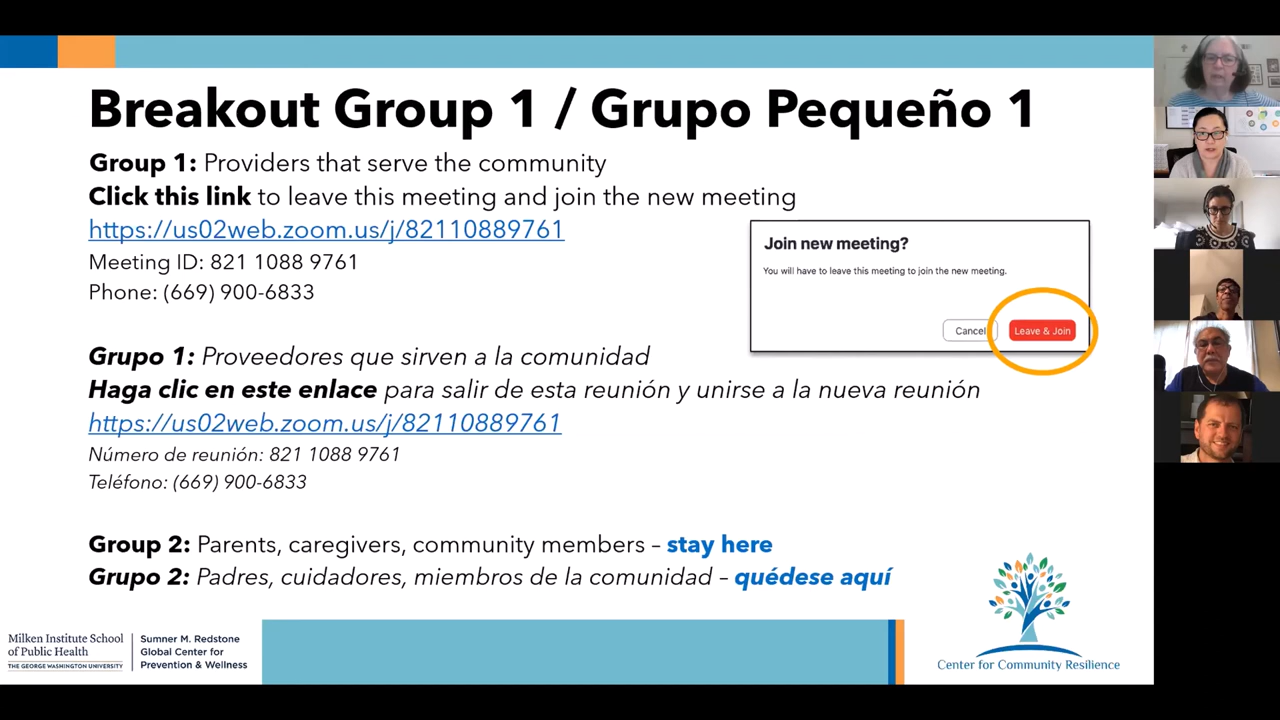 Breakout Group 1 / Grupo Pequeño 1
Group 1: Providers that serve the community
Click this link to leave this meeting and join the new meeting
https://us02web.zoom.us/j/82110889761
Meeting ID: 821 1088 9761
Phone: (669) 900-6833
Join new meeting?
You will have to leave this meeting to join the new meeting.
Cancel
Leave & Join
Grupo 1: Proveedores que sirven a la comunidad
Haga clic en este enlace para salir de esta reunión y unirse a la nueva reunión
https://us02web.zoom.us/j/82110889761
Número de reunión: 821 1088 9761
Teléfono: (669) 900-6833
Group 2: Parents, caregivers, community members – stay here
Grupo 2: Padres, cuidadores, miembros de la comunidad – quédese aquí
Milken Institute School
of Public Health
THE GEORGE WASHINGTON UNIVERSITY
Sumner M. Redstone
Global Center for
Prevention & Wellness
Center for Community Resilience